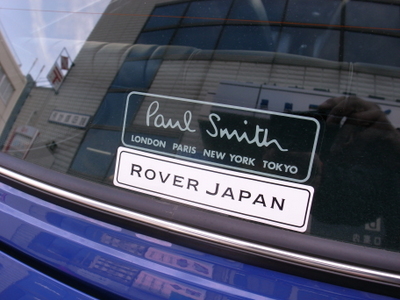 Paul Smith
LONDON PARIS NEW YORK TOKYO
ROVER JAPAN